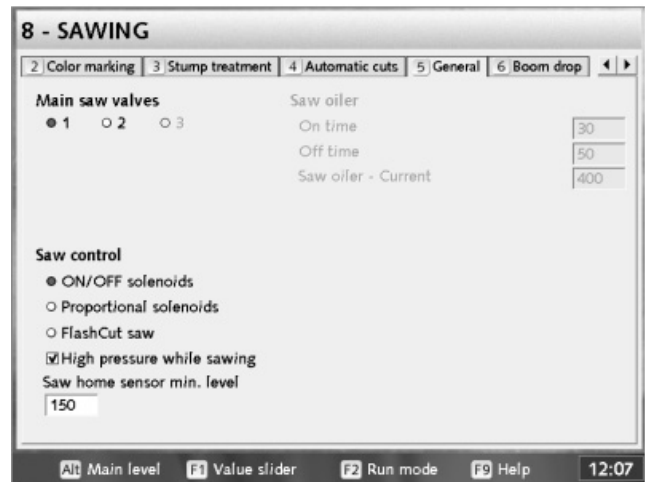 8 - SAWING
2 Color marking 3 Stump treatment 4 Automatic cuts 5 General 6 Boom drop
Main saw valves
1 2 3
Saw oiler
On time 30
Off time 50
Saw oiler - Current 400
Saw control
ON/OFF solenoids
Proportional solenoids
FlashCut saw
High pressure while sawing
Saw home sensor min. level
150
Alt Main level F1 Value slider F2 Run mode F9 Help 12:07